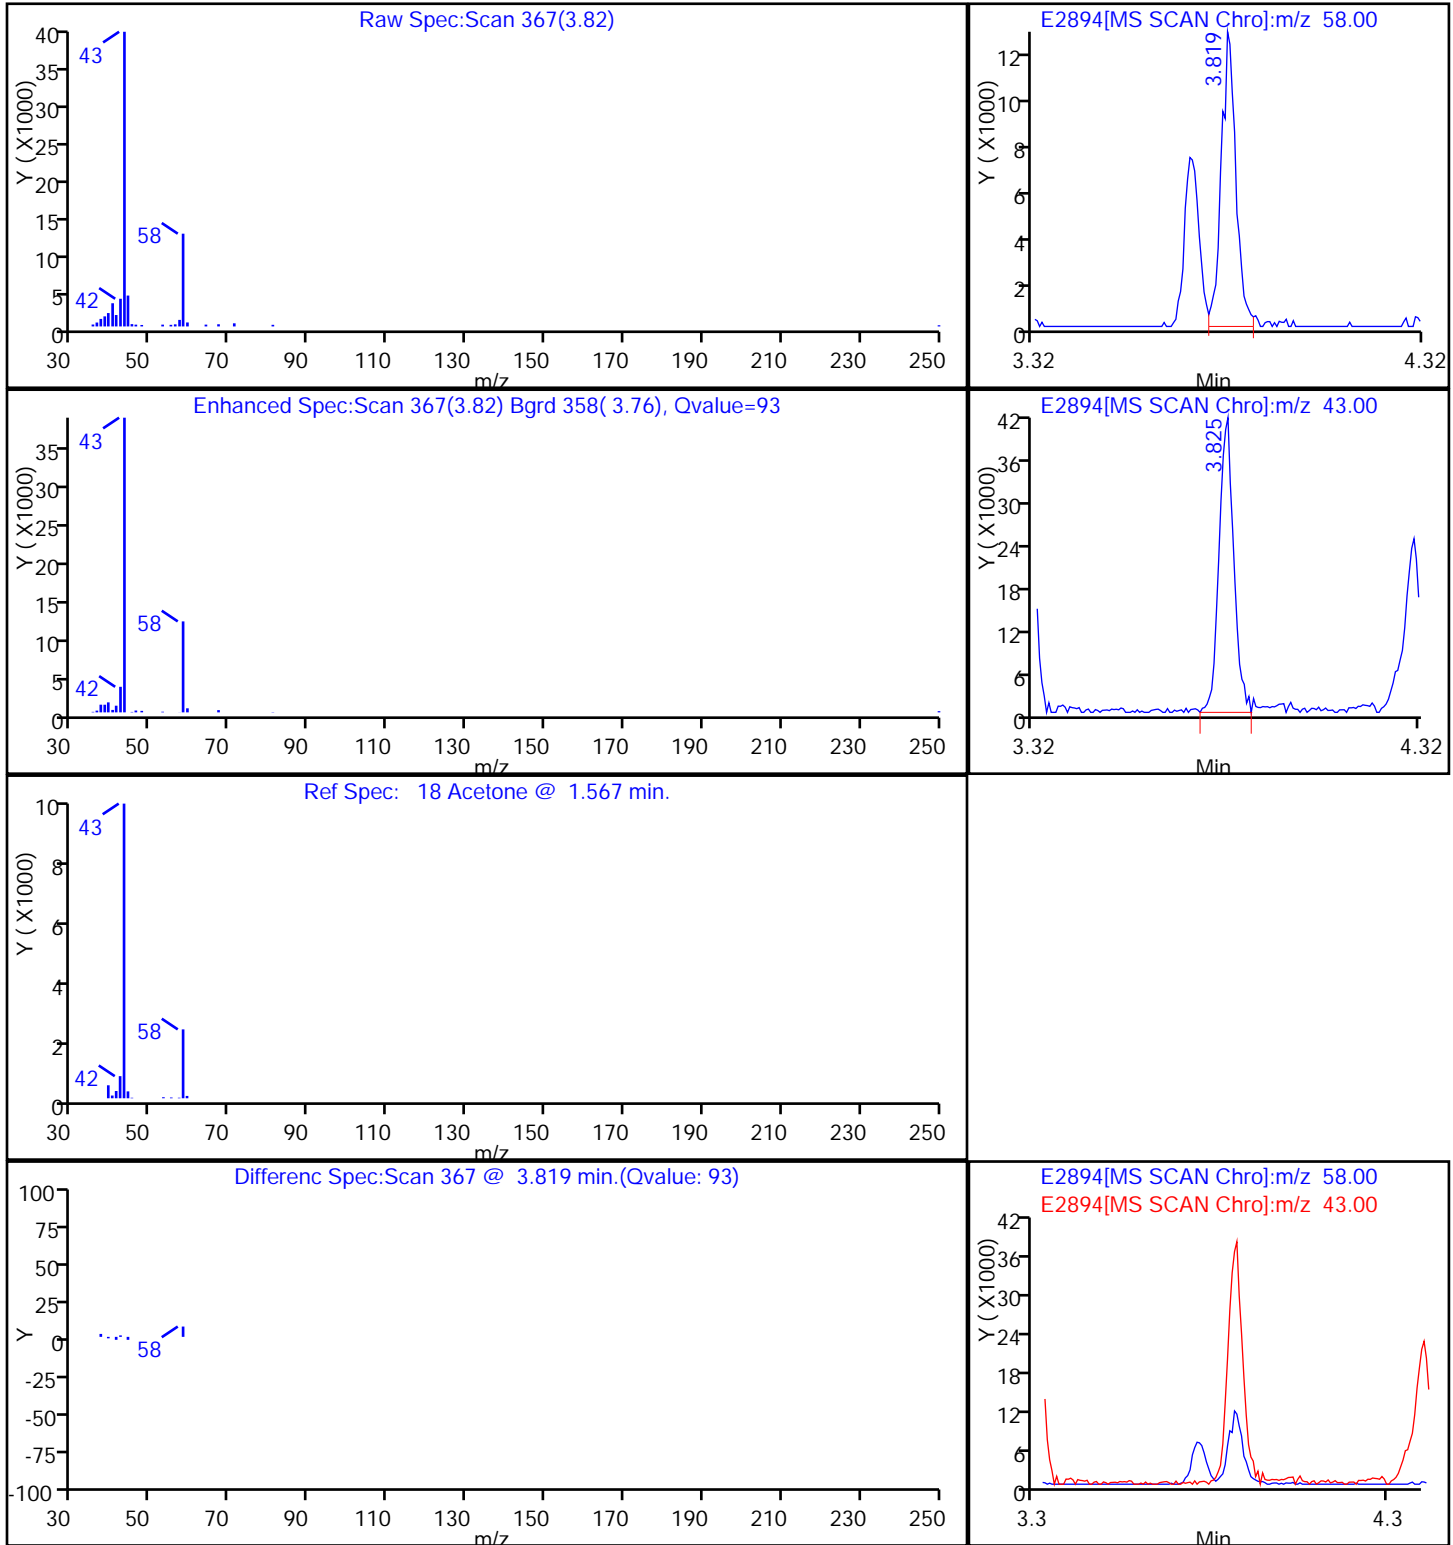 Raw Spec:Scan 367(3.82)
40
35
30
25
20
15
10
5
0
Y ( X1000)
43
58
42
30 50 70 90 110 130 150 170 190 210 230 250
m/z
E2894[MS SCAN Chro]:m/z 58.00
12
10
8
6
4
2
0
Y ( X1000)
3.819
3.32 4.32
Min
Enhanced Spec:Scan 367(3.82) Bgrd 358( 3.76), Qvalue=93
35
30
25
20
15
10
5
0
Y ( X1000)
43
58
42
30 50 70 90 110 130 150 170 190 210 230 250
m/z
E2894[MS SCAN Chro]:m/z 43.00
42
36
30
24
18
12
6
0
Y ( X1000)
3.825
3.32 4.32
Min
Ref Spec: 18 Acetone @ 1.567 min.
10
8
6
4
2
0
Y ( X1000)
43
58
42
30 50 70 90 110 130 150 170 190 210 230 250
m/z
Differenc Spec:Scan 367 @ 3.819 min.(Qvalue: 93)
100
75
50
25
0
-25
-50
-75
-100
Y
58
30 50 70 90 110 130 150 170 190 210 230 250
m/z
E2894[MS SCAN Chro]:m/z 58.00
E2894[MS SCAN Chro]:m/z 43.00
42
36
30
24
18
12
6
0
Y ( X1000)
3.3 4.3
Min